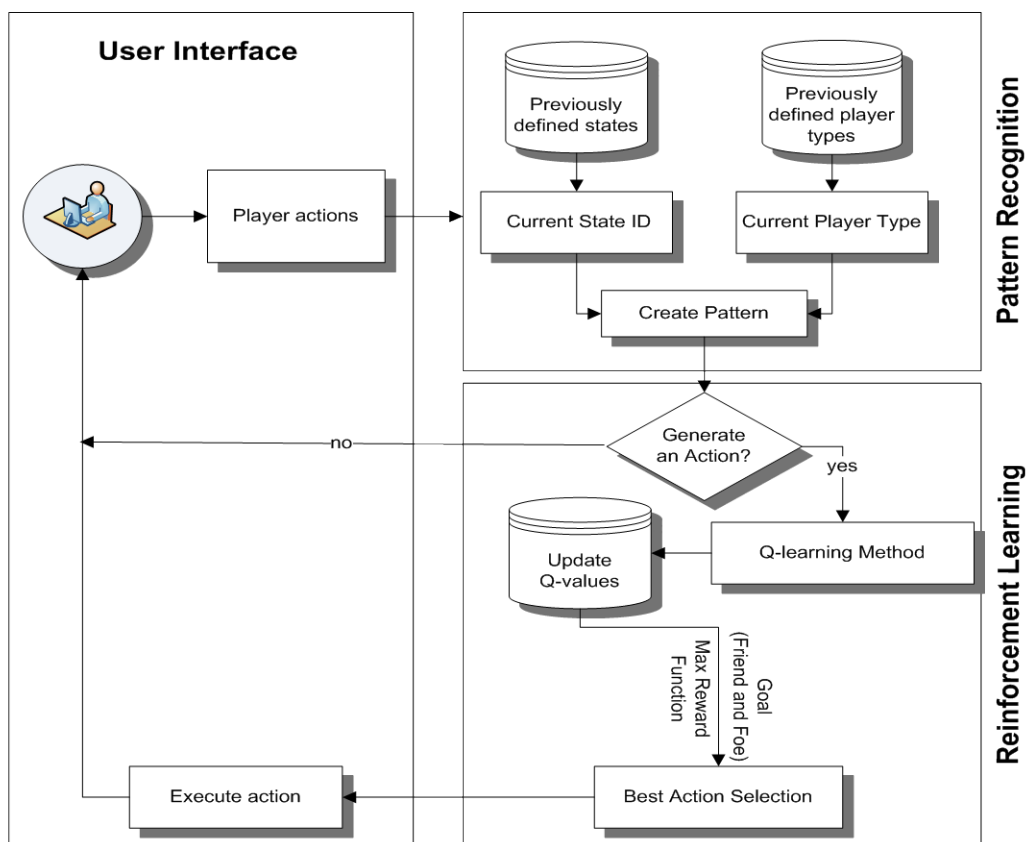 User Interface
Player actions
Previously
defined states
Previously
defined player
types
Current State ID
Current Player Type
Create Pattern
Pattern Recognition
Generate
an Action?
no
yes
Q-learning Method
Update
Q-values
Goal
(Friend and Foe)
Max Reward
Function
Best Action Selection
Execute action
Reinforcement Learning